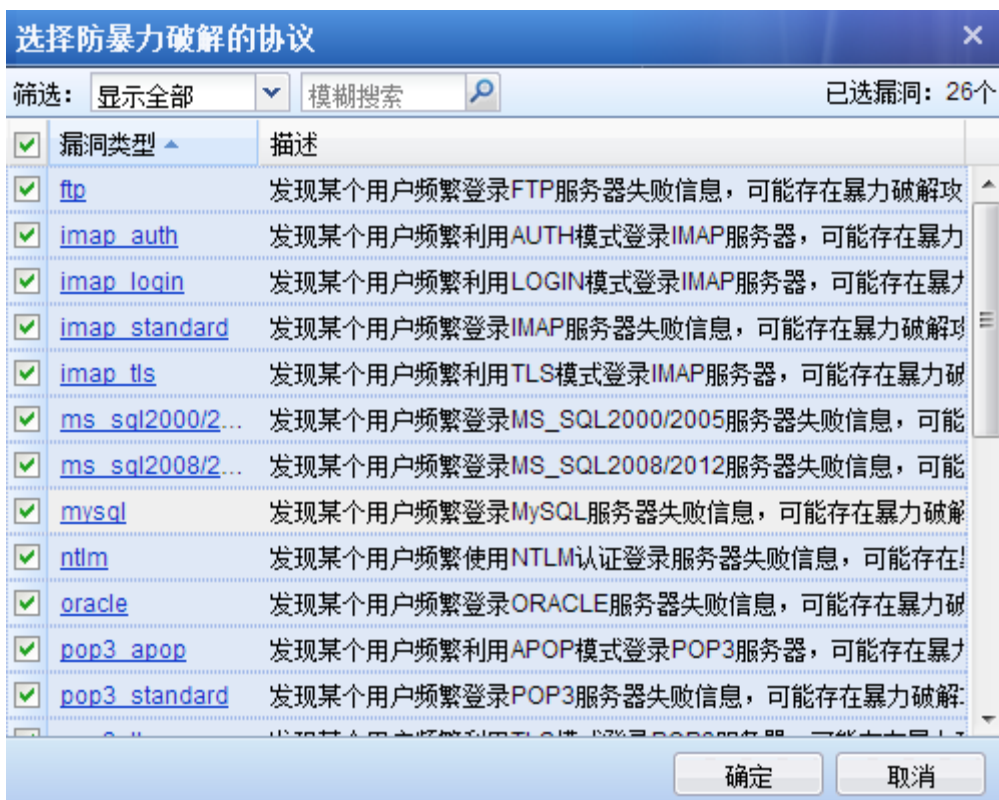 选择防暴力破解的协议
筛选： 显示全部 模糊搜索 已选漏洞：26个
漏洞类型 描述
ftp 发现某个用户频繁登录FTP服务器失败信息，可能存在暴力破解攻
imap_auth 发现某个用户频繁利用AUTH模式登录IMAP服务器，可能存在暴力
imap_login 发现某个用户频繁利用LOGIN模式登录IMAP服务器，可能存在暴力
imap_standard 发现某个用户频繁登录IMAP服务器失败信息，可能存在暴力破解攻
imap_tls 发现某个用户频繁利用TLS模式登录IMAP服务器，可能存在暴力破
ms_sql2000/2... 发现某个用户频繁登录MS_SQL2000/2005服务器失败信息，可能
ms_sql2008/2... 发现某个用户频繁登录MS_SQL2008/2012服务器失败信息，可能
mysql 发现某个用户频繁登录MySQL服务器失败信息，可能存在暴力破解
ntlm 发现某个用户频繁使用NTLM认证登录服务器失败信息，可能存在
oracle 发现某个用户频繁登录ORACLE服务器失败信息，可能存在暴力破
pop3_apop 发现某个用户频繁利用APOP模式登录POP3服务器，可能存在暴力
pop3_standard 发现某个用户频繁登录POP3服务器失败信息，可能存在暴力破解
确定 取消